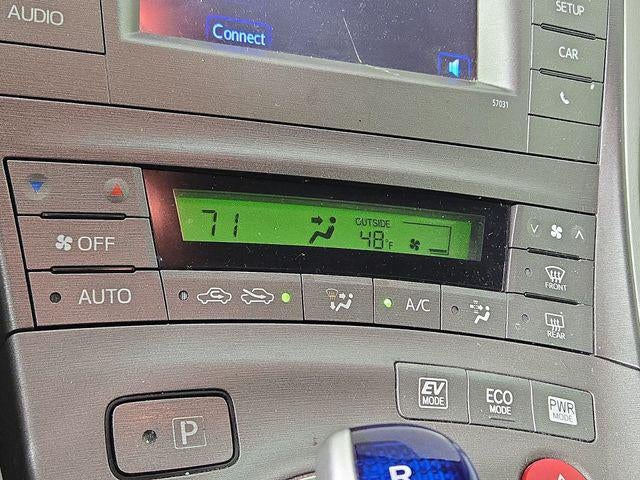 AUDIO
SETUP
Connect
CAR
57031
71
OUTSIDE
48°F
OFF
AUTO
A/C
FRONT
REAR
EV MODE
ECO MODE
PWR MODE
P
R